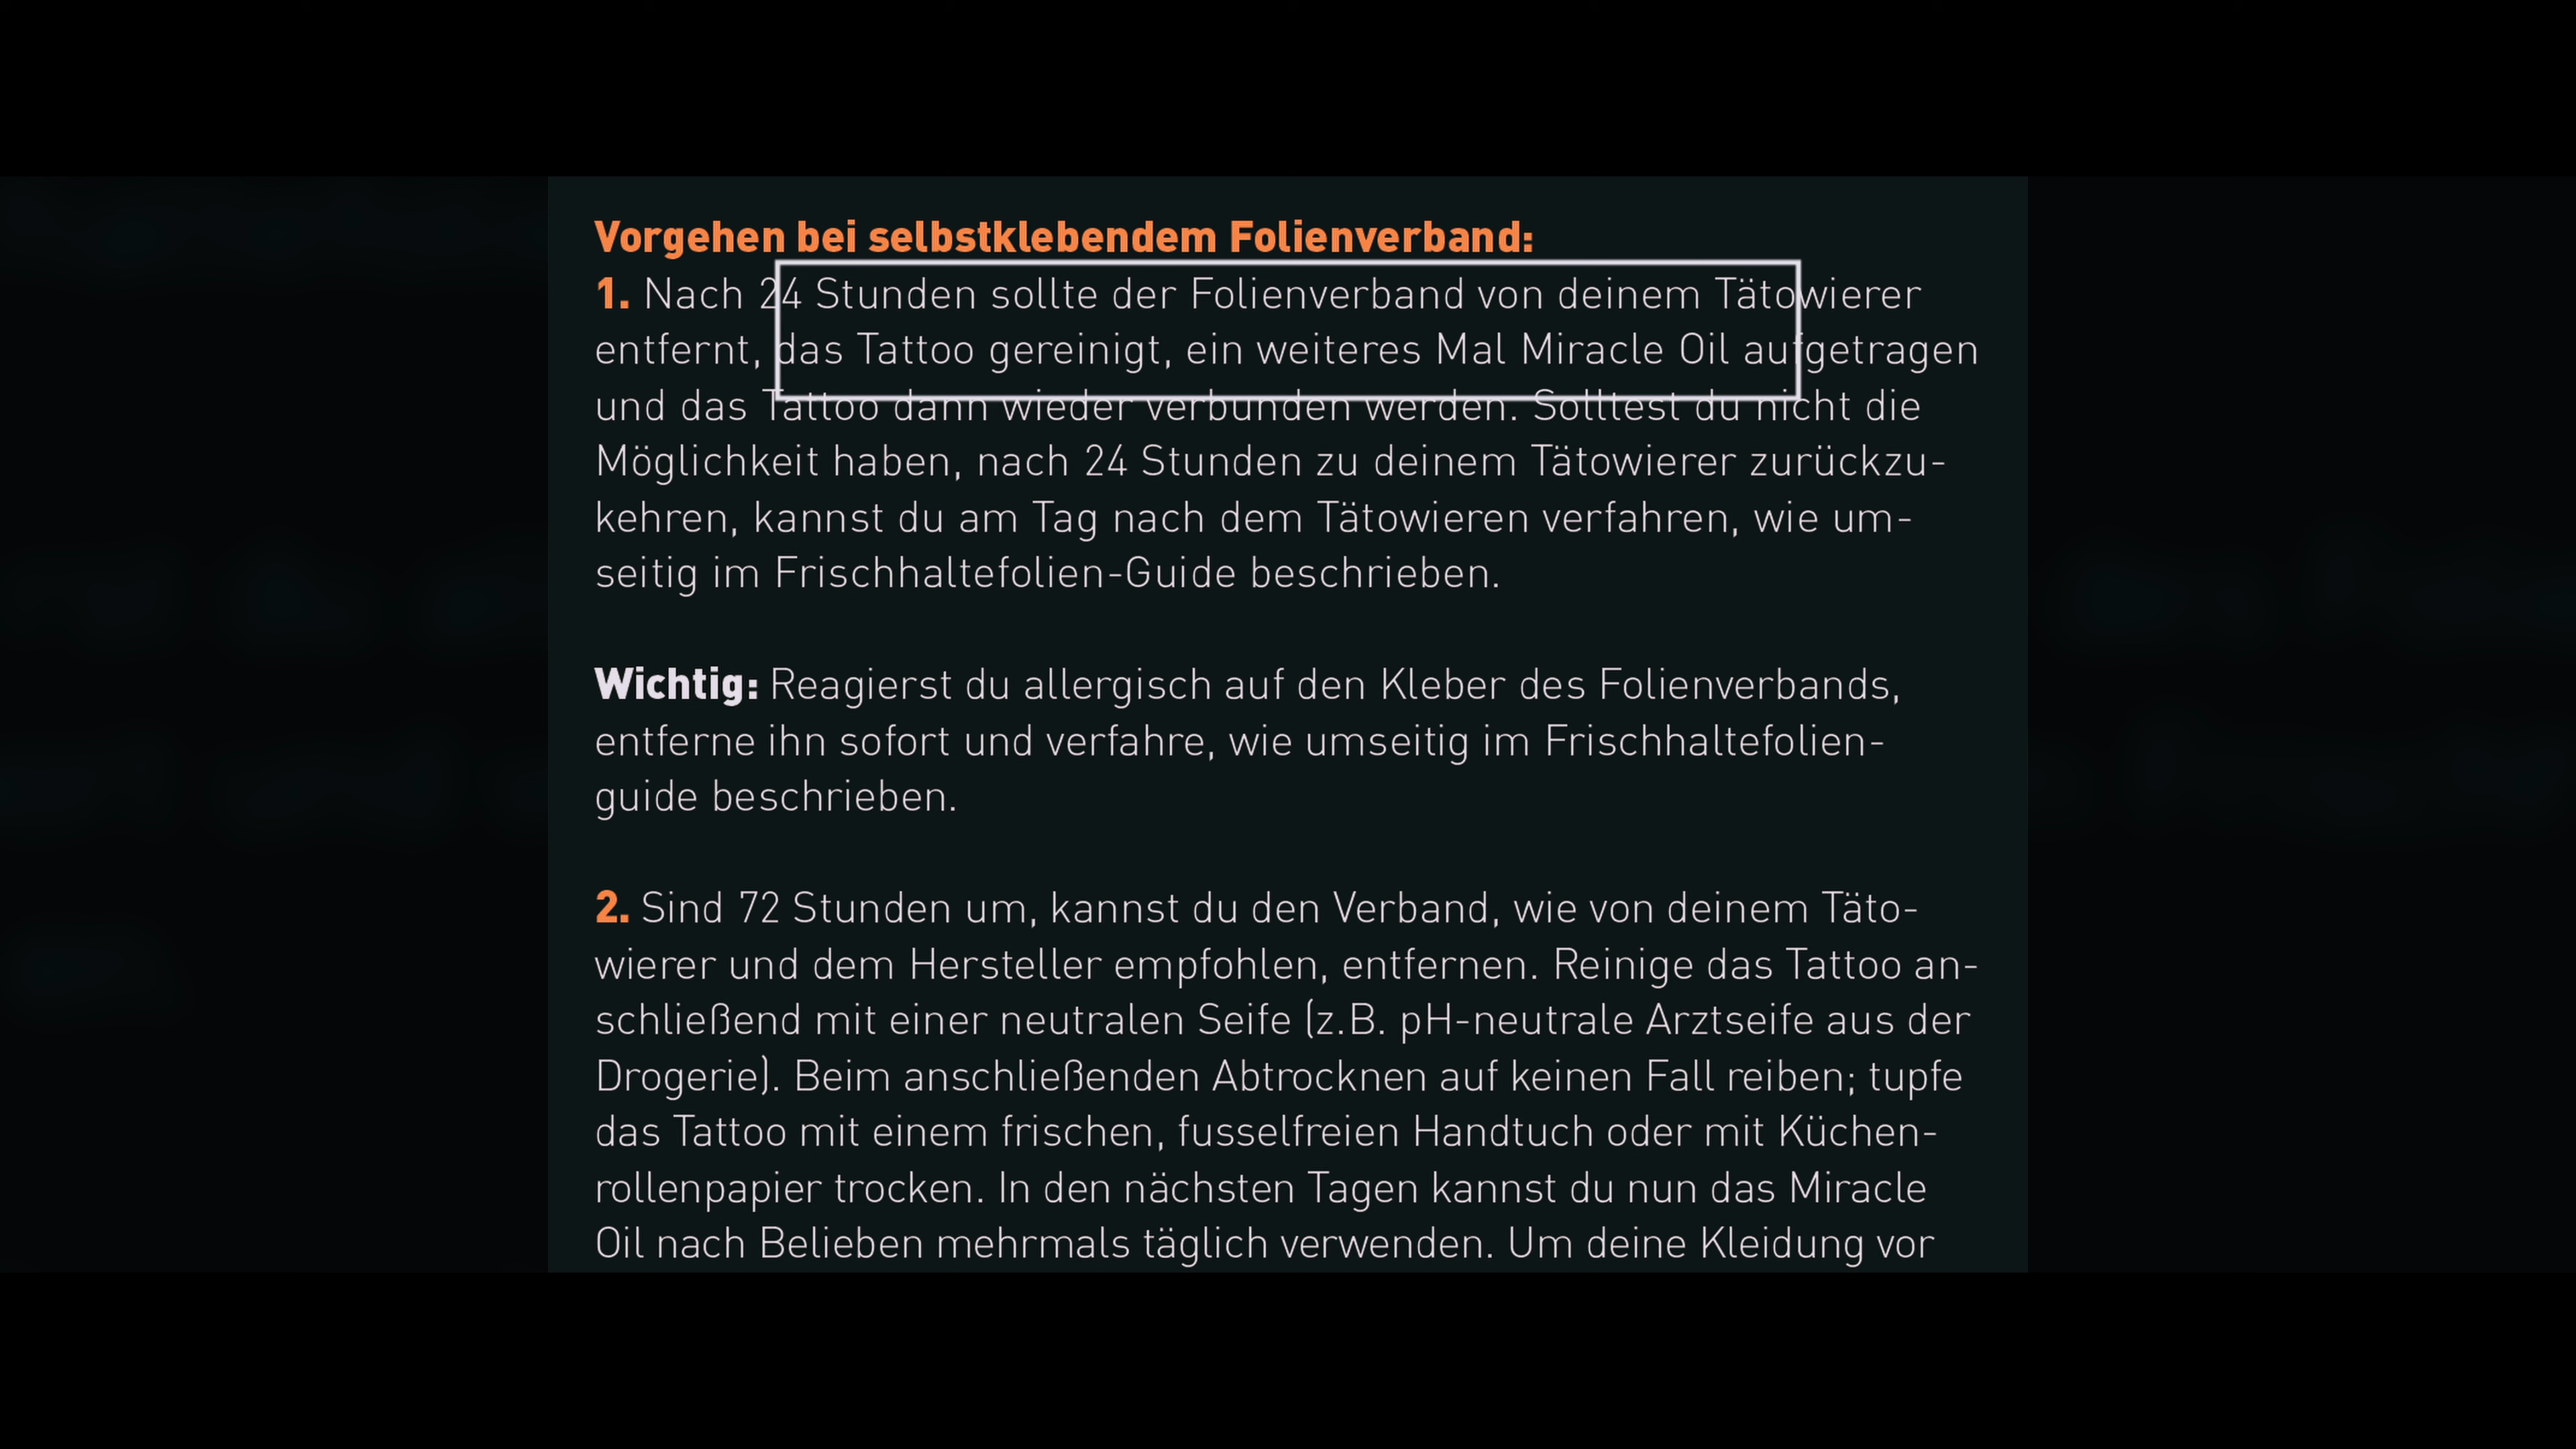 Vorgehen bei selbstklebendem Folienverband:
1. Nach 24 Stunden sollte der Folienverband von deinem Tätowierer
entfernt, das Tattoo gereinigt, ein weiteres Mal Miracle Oil aufgetragen
und das Tattoo dann wieder verbunden werden. Solltest du nicht die
Möglichkeit haben, nach 24 Stunden zu deinem Tätowierer zurückzu-
kehren, kannst du am Tag nach dem Tätowieren verfahren, wie um-
seitig im Frischhaltefolien-Guide beschrieben.
Wichtig: Reagierst du allergisch auf den Kleber des Folienverbands,
entferne ihn sofort und verfahre, wie umseitig im Frischhaltefolien-
guide beschrieben.
2. Sind 72 Stunden um, kannst du den Verband, wie von deinem Täto-
wierer und dem Hersteller empfohlen, entfernen. Reinige das Tattoo an-
schließend mit einer neutralen Seife (z.B. pH-neutrale Arztseife aus der
Drogerie). Beim anschließenden Abtrocknen auf keinen Fall reiben; tupfe
das Tattoo mit einem frischen, fusselfreien Handtuch oder mit Küchen-
rollenpapier trocken. In den nächsten Tagen kannst du nun das Miracle
Oil nach Belieben mehrmals täglich verwenden. Um deine Kleidung vor